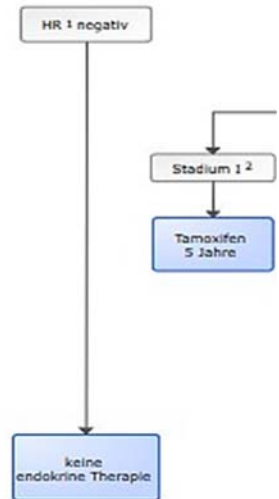 HR ¹ negativ
Stadium I ²
Tamoxifen
5 Jahre
keine
endokrine Therapie